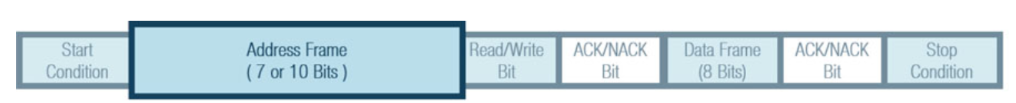 Start
Condition
Address Frame
( 7 or 10 Bits )
Read/Write
Bit
ACK/NACK
Bit
Data Frame
(8 Bits)
ACK/NACK
Bit
Stop
Condition